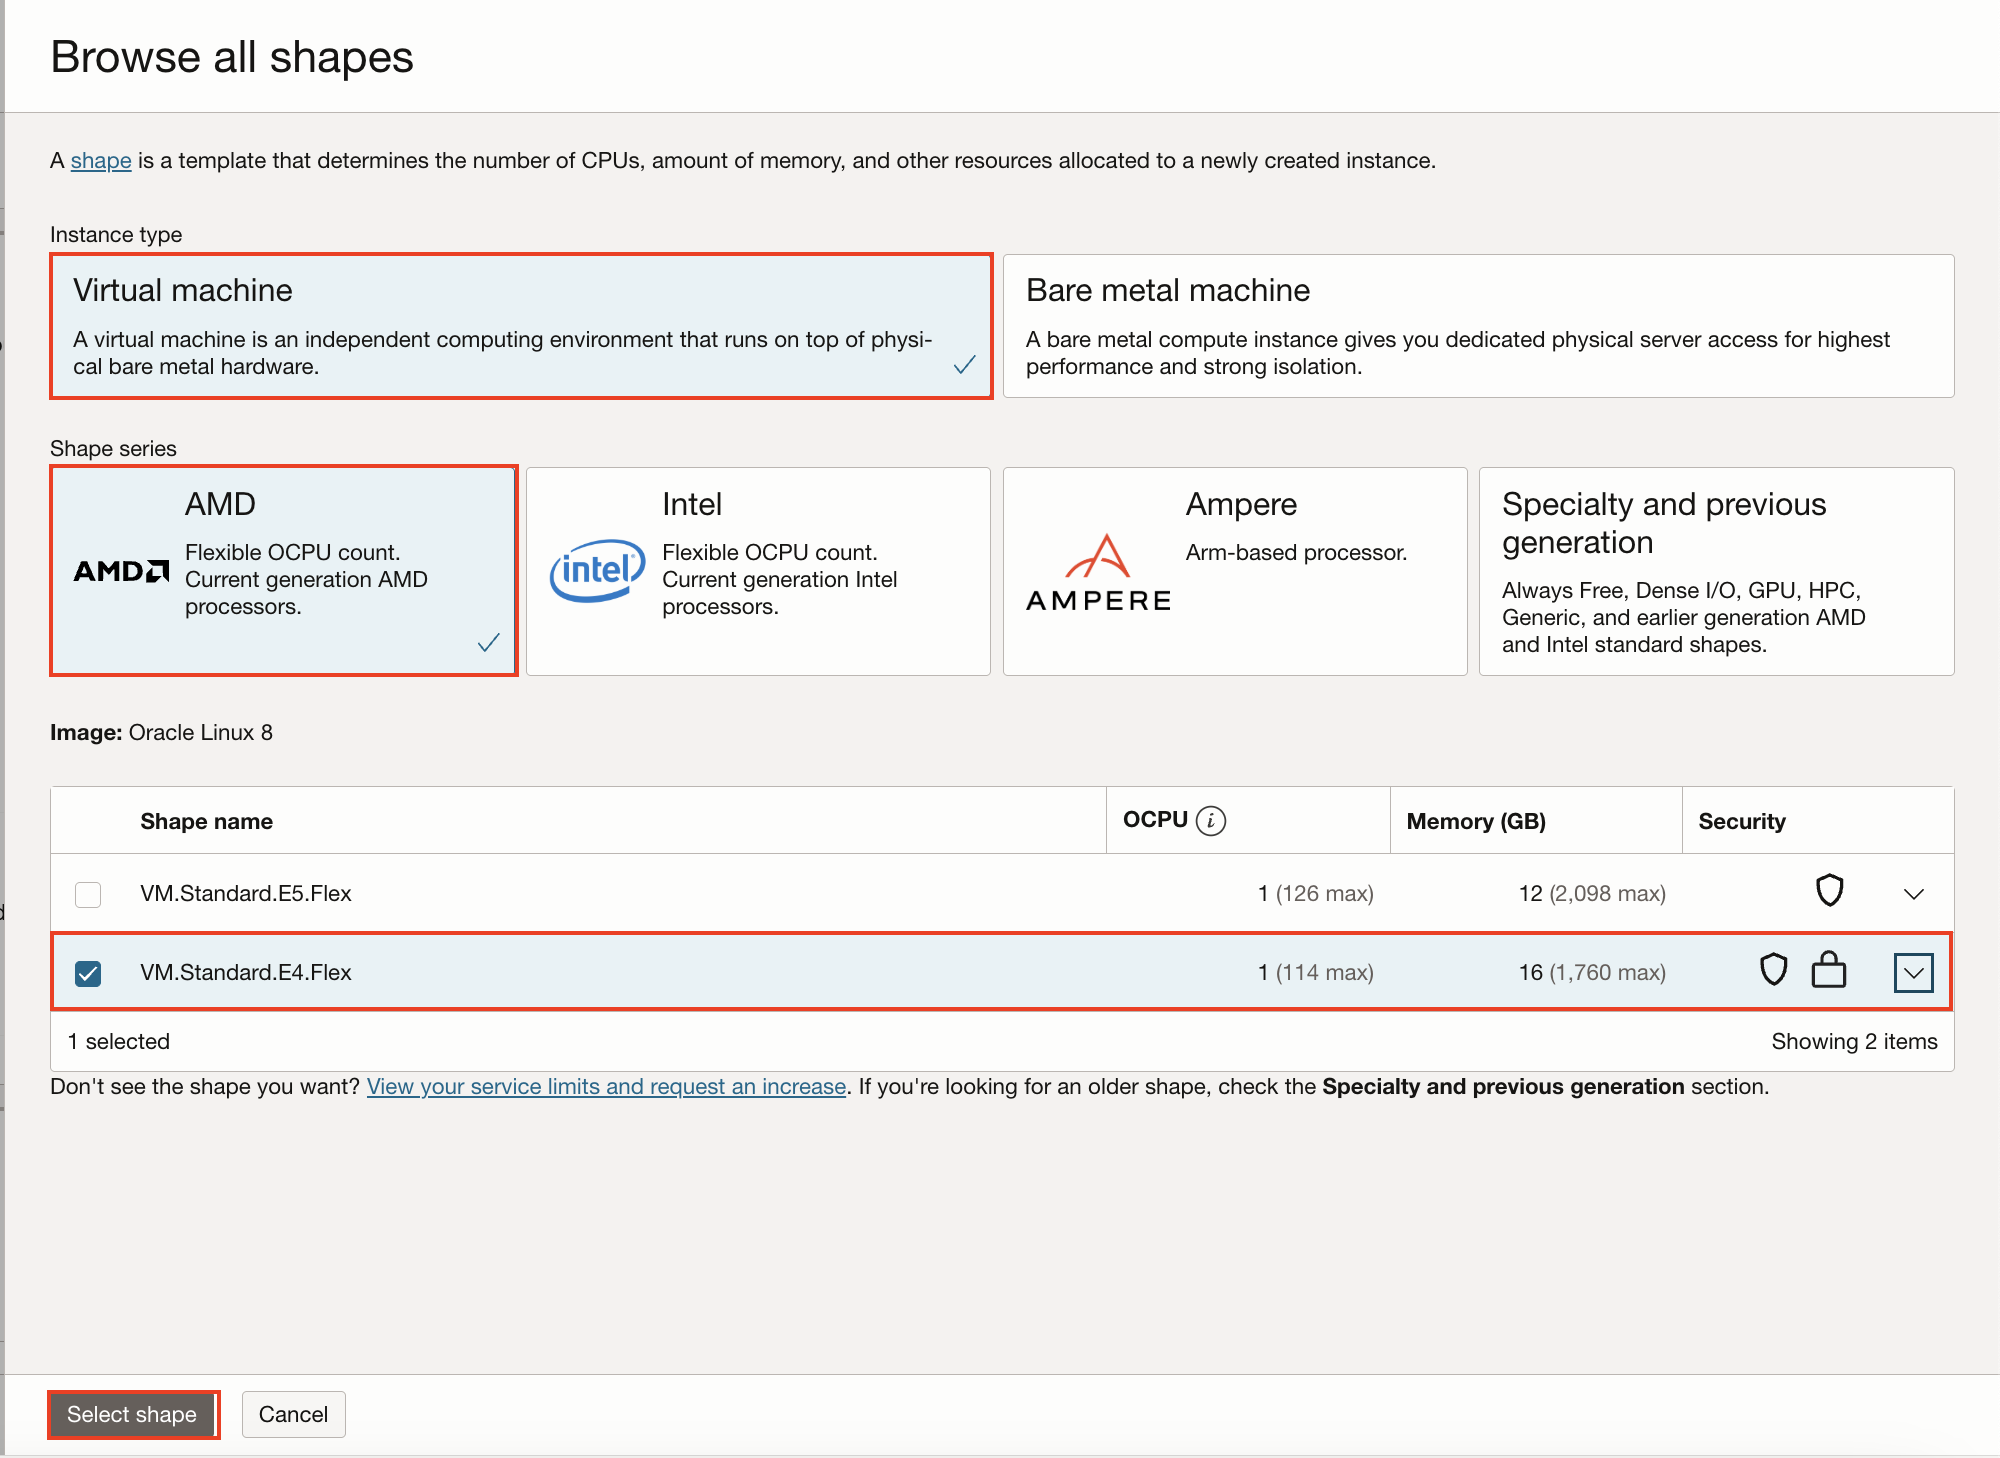 Browse all shapes
A shape is a template that determines the number of CPUs, amount of memory, and other resources allocated to a newly created instance.
Instance type
Virtual machine
A virtual machine is an independent computing environment that runs on top of physi-
cal bare metal hardware.
Bare metal machine
A bare metal compute instance gives you dedicated physical server access for highest
performance and strong isolation.
Shape series
AMD
AMD
Flexible OCPU count.
Current generation AMD
processors.
Intel
intel
Flexible OCPU count.
Current generation Intel
processors.
Ampere
AMPERE
Arm-based processor.
Specialty and previous
generation
Always Free, Dense I/O, GPU, HPC,
Generic, and earlier generation AMD
and Intel standard shapes.
Image: Oracle Linux 8
Shape name OCPU i Memory (GB) Security
VM.Standard.E5.Flex 1 (126 max) 12 (2,098 max)
VM.Standard.E4.Flex 1 (114 max) 16 (1,760 max)
1 selected Showing 2 items
Don't see the shape you want? View your service limits and request an increase. If you're looking for an older shape, check the Specialty and previous generation section.
Select shape Cancel